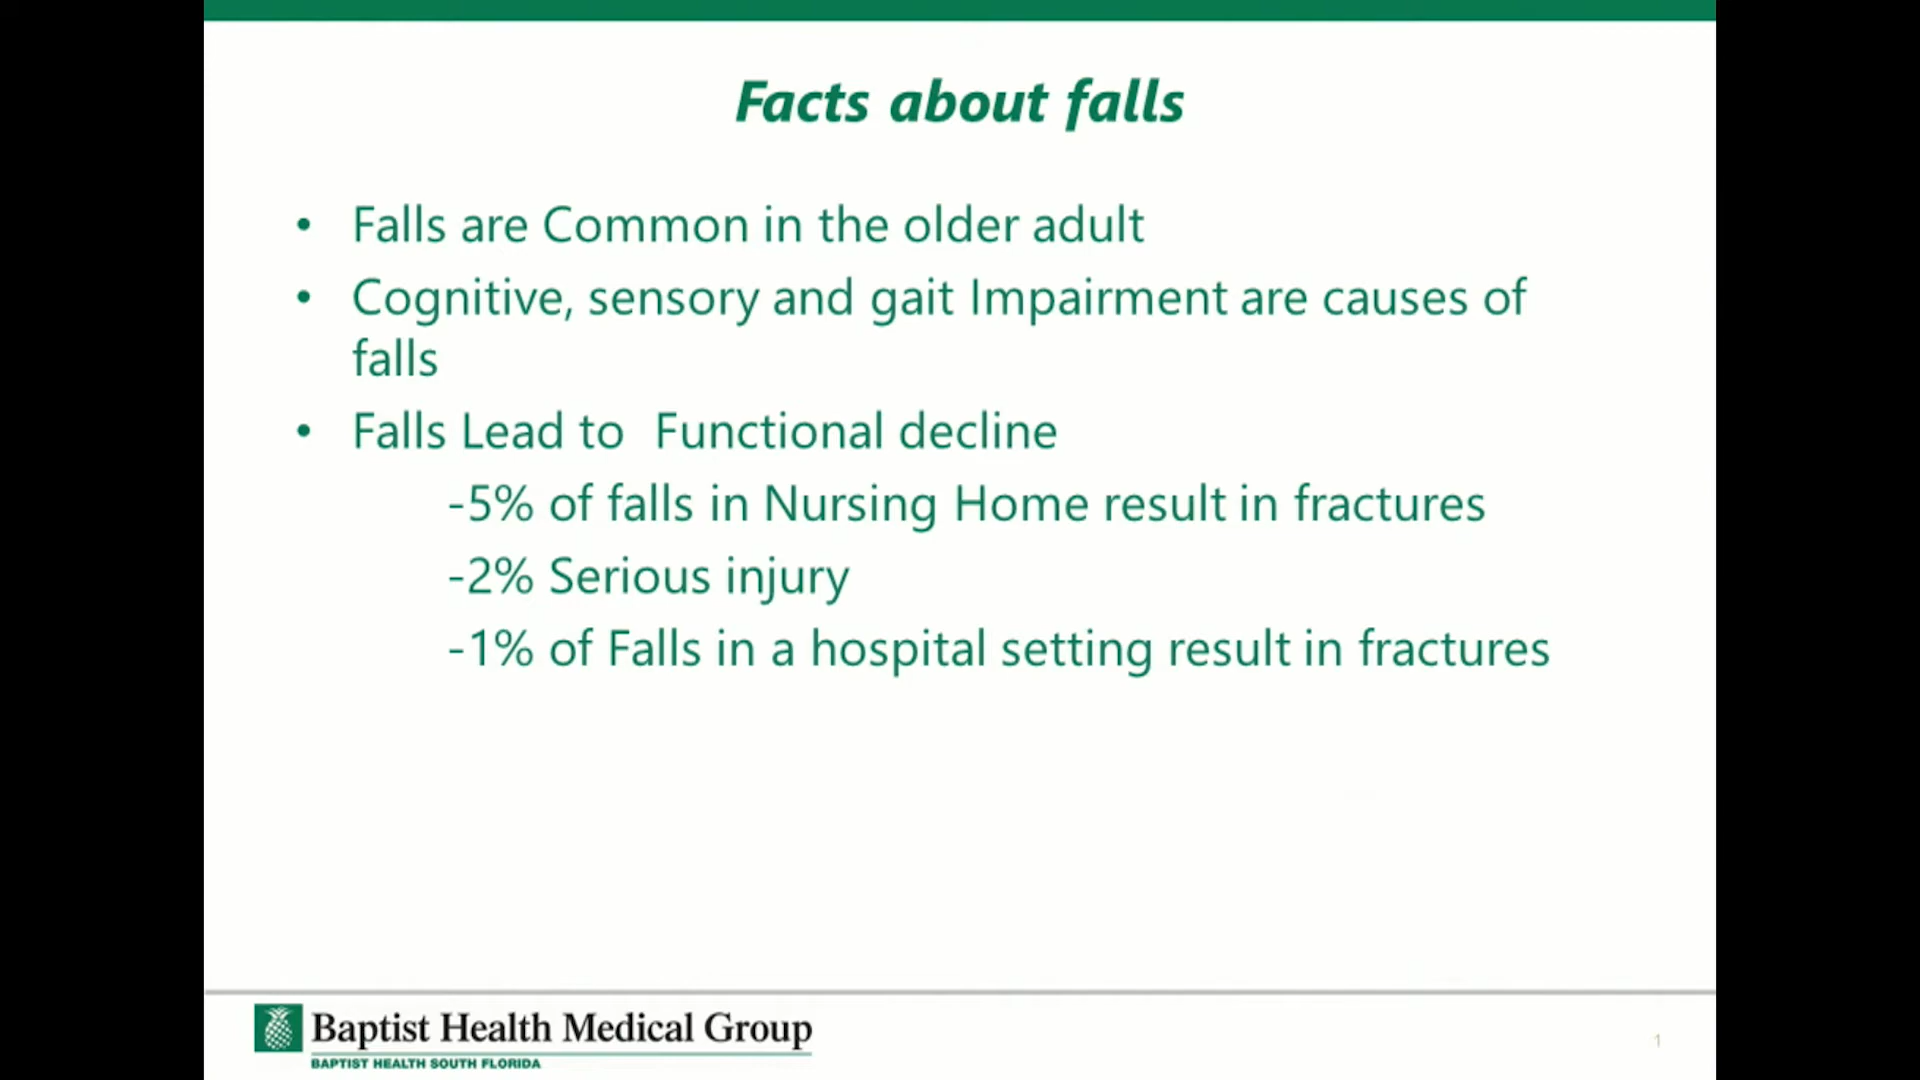 Facts about falls
• Falls are Common in the older adult
• Cognitive, sensory and gait Impairment are causes of
falls
• Falls Lead to  Functional decline
-5% of falls in Nursing Home result in fractures
-2% Serious injury
-1% of Falls in a hospital setting result in fractures
Baptist Health Medical Group
BAPTIST HEALTH SOUTH FLORIDA
1